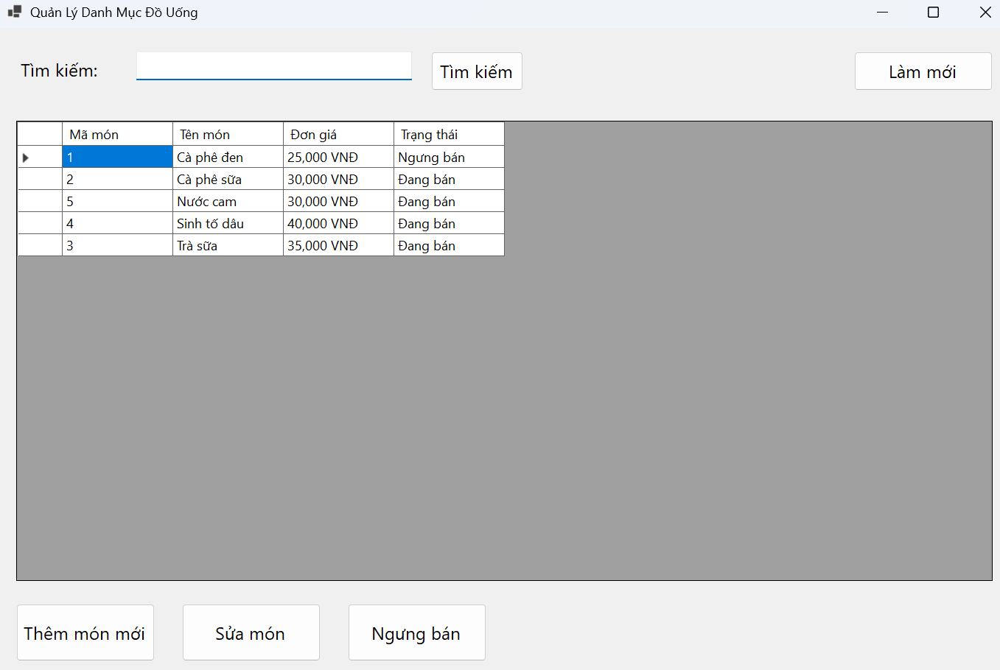 Quản Lý Danh Mục Đồ Uống
Tìm kiếm: Tìm kiếm Làm mới
Mã món Tên món Đơn giá Trạng thái
1 Cà phê đen 25,000 VNĐ Ngưng bán
2 Cà phê sữa 30,000 VNĐ Đang bán
5 Nước cam 30,000 VNĐ Đang bán
4 Sinh tố dâu 40,000 VNĐ Đang bán
3 Trà sữa 35,000 VNĐ Đang bán
Thêm món mới Sửa món Ngưng bán